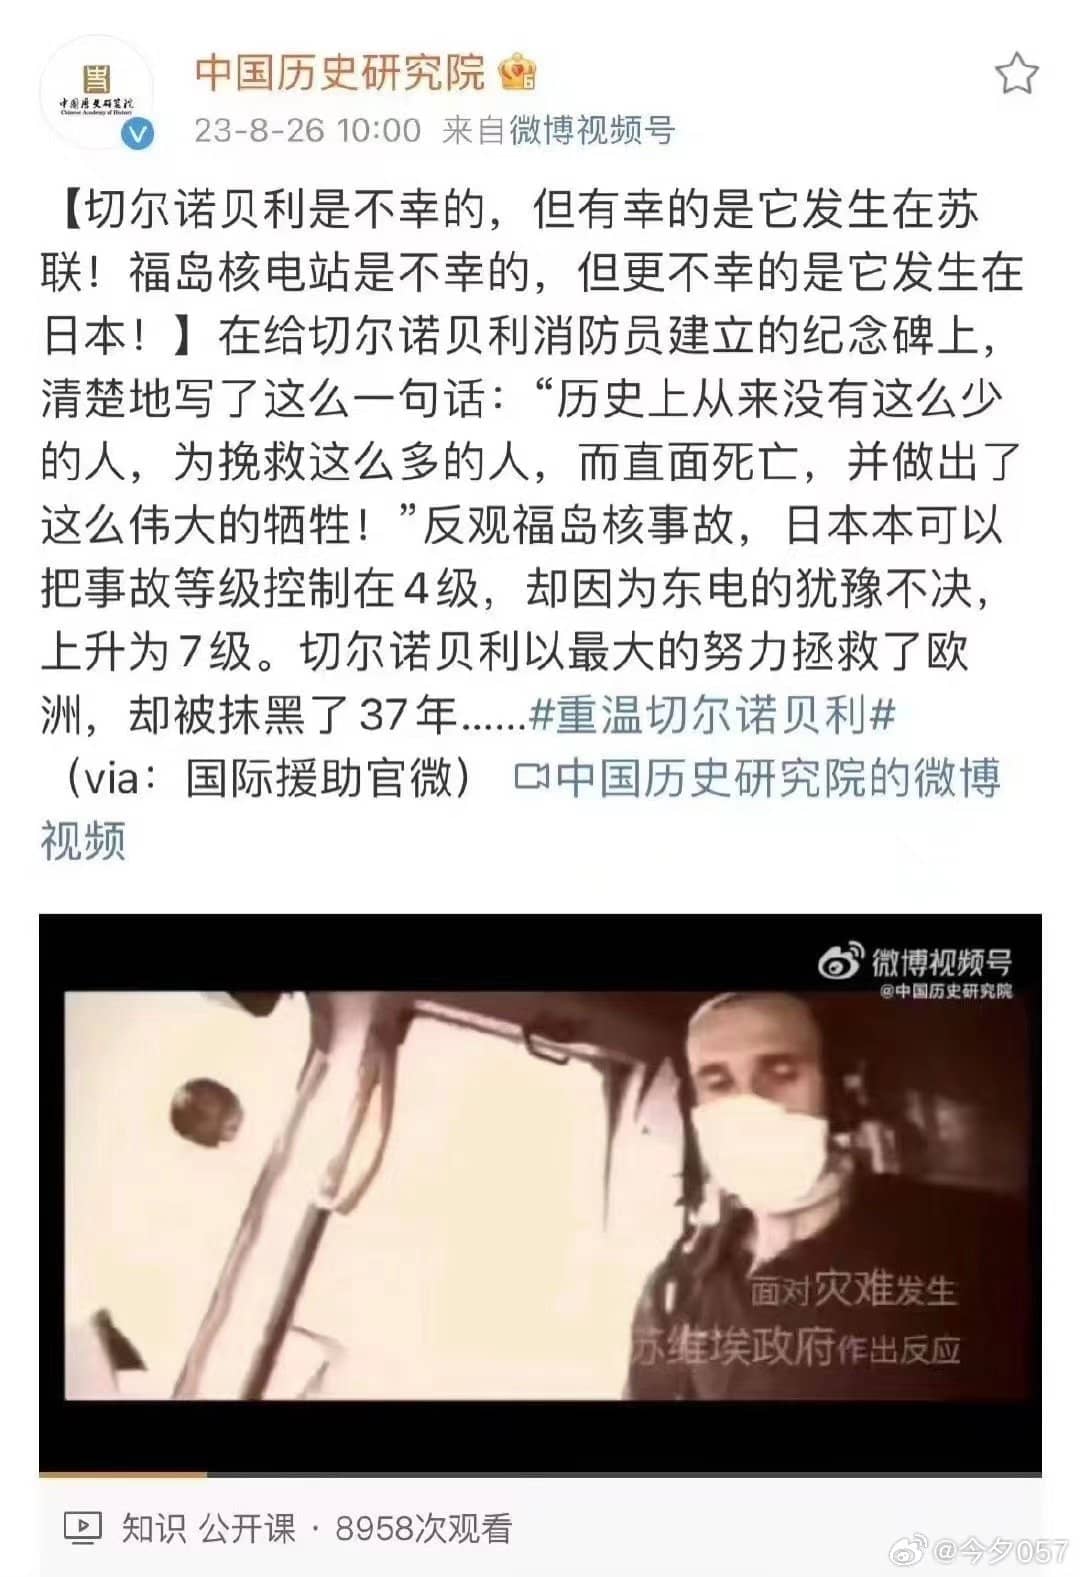 中国历史研究院
中国历史研究院
Chinese Academy of History
23-8-26 10:00 来自微博视频号
【切尔诺贝利是不幸的，但有幸的是它发生在苏
联！福岛核电站是不幸的，但更不幸的是它发生在
日本！】在给切尔诺贝利消防员建立的纪念碑上，
清楚地写了这么一句话：“历史上从来没有这么少
的人，为挽救这么多的人，而直面死亡，并做出了
这么伟大的牺牲！”反观福岛核事故，日本本可以
把事故等级控制在4级，却因为东电的犹豫不决，
上升为7级。切尔诺贝利以最大的努力拯救了欧
洲，却被抹黑了37年......#重温切尔诺贝利#
（via：国际援助官微） 中国历史研究院的微博
视频
微博视频号
@中国历史研究院
面对灾难发生
苏维埃政府作出反应
知识 公开课 · 8958次观看
@今夕057